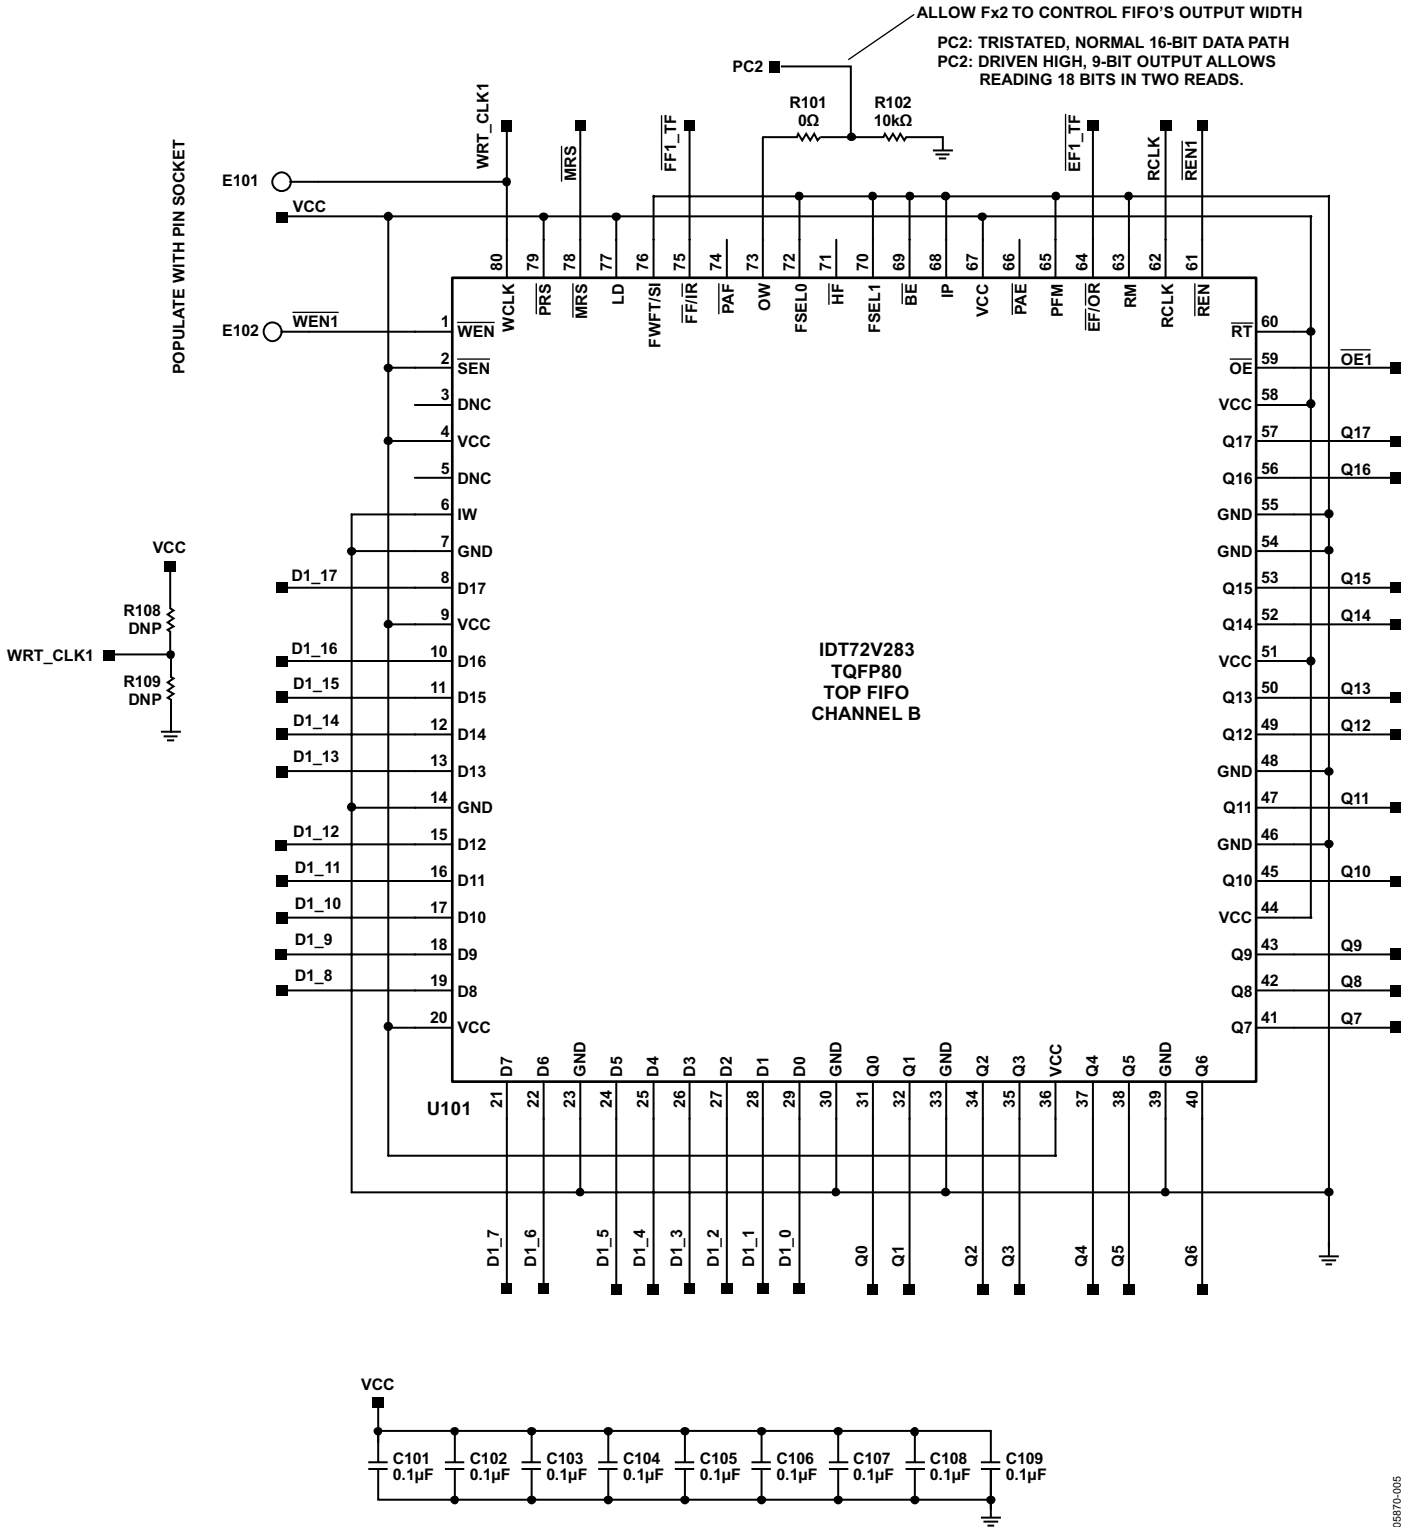 ALLOW Fx2 TO CONTROL FIFO'S OUTPUT WIDTH
PC2: TRISTATED, NORMAL 16-BIT DATA PATH
PC2: DRIVEN HIGH, 9-BIT OUTPUT ALLOWS
READING 18 BITS IN TWO READS.
PC2
R101
0Ω
R102
10kΩ
WRT_CLK1
MRS
FF1_TF
EF1_TF
RCLK
REN1
POPULATE WITH PIN SOCKET
E101
VCC
E102
WEN1
80
79
78
77
76
75
74
73
72
71
70
69
68
67
66
65
64
63
62
61
WCLK
PRS
MRS
LD
FWFT/SI
FF/IR
PAF
OW
FSEL0
HF
FSEL1
BE
IP
VCC
PAE
PFM
EF/OR
RM
RCLK
REN
1 WEN
2 SEN
3 DNC
4 VCC
5 DNC
6 IW
7 GND
D1_17 8 D17
9 VCC
D1_16 10 D16
D1_15 11 D15
D1_14 12 D14
D1_13 13 D13
14 GND
D1_12 15 D12
D1_11 16 D11
D1_10 17 D10
D1_9 18 D9
D1_8 19 D8
20 VCC
VCC
R108
DNP
WRT_CLK1
R109
DNP
IDT72V283
TQFP80
TOP FIFO
CHANNEL B
RT 60
OE 59 OE1
VCC 58
Q17 57 Q17
Q16 56 Q16
GND 55
GND 54
Q15 53 Q15
Q14 52 Q14
VCC 51
Q13 50 Q13
Q12 49 Q12
GND 48
Q11 47 Q11
GND 46
Q10 45 Q10
VCC 44
Q9 43 Q9
Q8 42 Q8
Q7 41 Q7
D7
D6
GND
D5
D4
D3
D2
D1
D0
GND
Q0
Q1
GND
Q2
Q3
VCC
Q4
Q5
GND
Q6
U101
21
22
23
24
25
26
27
28
29
30
31
32
33
34
35
36
37
38
39
40
D1_7
D1_6
D1_5
D1_4
D1_3
D1_2
D1_1
D1_0
Q0
Q1
Q2
Q3
Q4
Q5
Q6
VCC
C101
0.1µF
C102
0.1µF
C103
0.1µF
C104
0.1µF
C105
0.1µF
C106
0.1µF
C107
0.1µF
C108
0.1µF
C109
0.1µF
05870-005